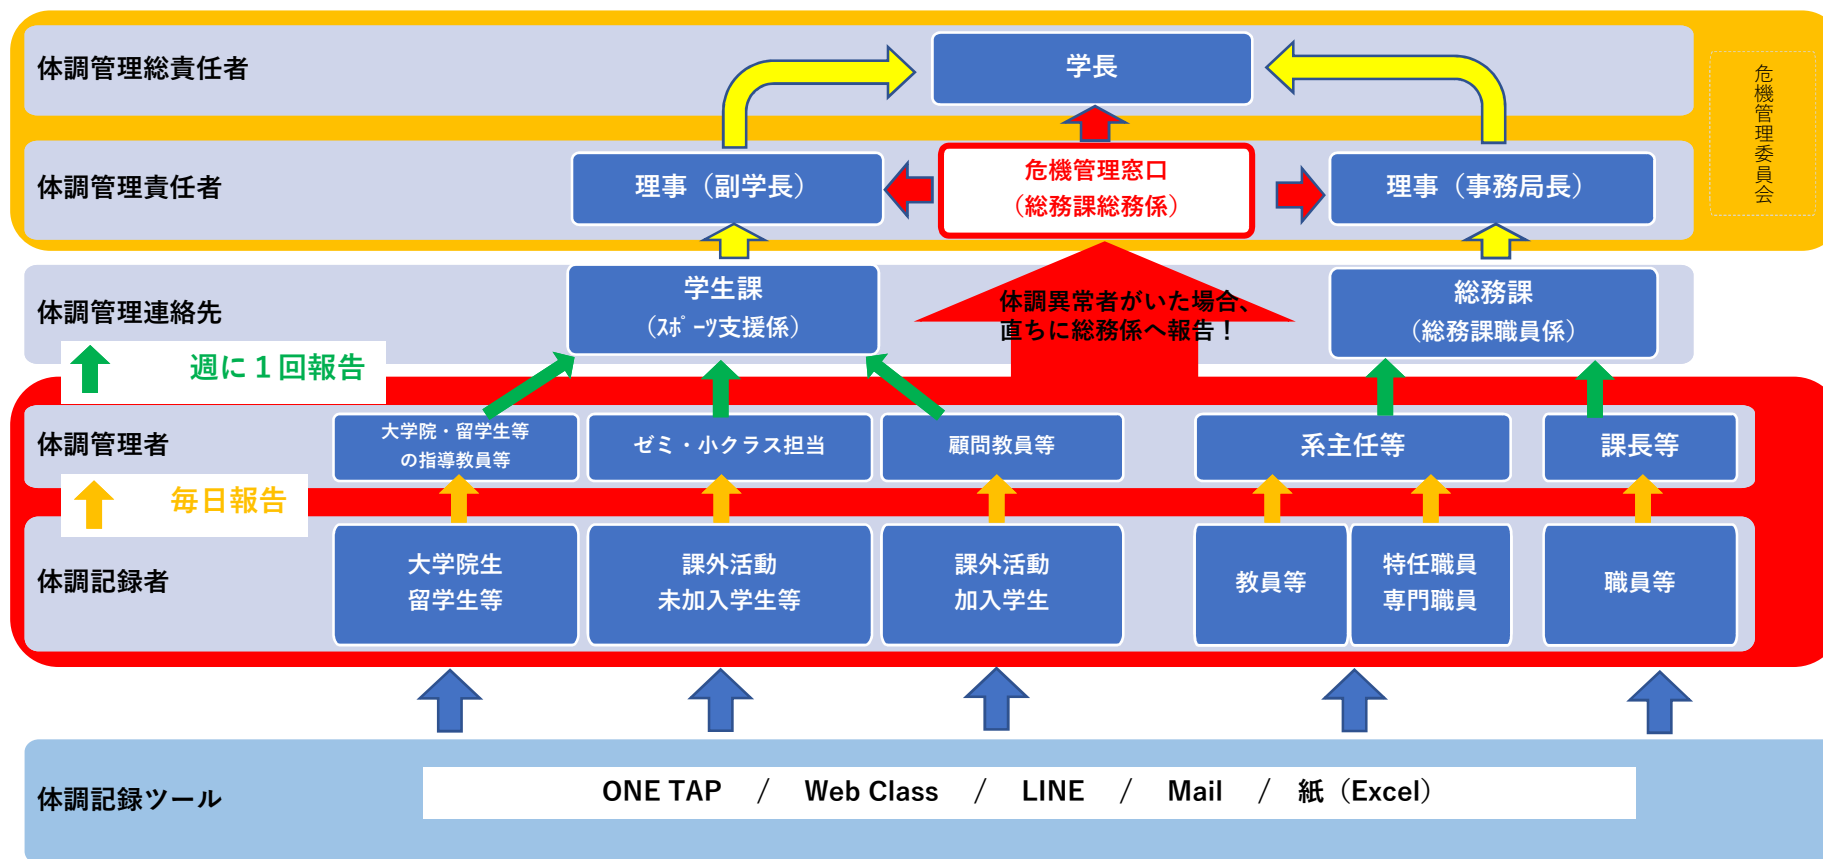 体調管理総責任者
学長
危機管理委員会
体調管理責任者
理事（副学長）
危機管理窓口
（総務課総務係）
理事（事務局長）
体調管理連絡先
学生課
（ｽﾎﾟｰﾂ支援係）
体調異常者がいた場合、
直ちに総務係へ報告！
総務課
（総務課職員係）
週に１回報告
体調管理者
大学院・留学生等
の指導教員等
ゼミ・小クラス担当
顧問教員等
系主任等
課長等
毎日報告
体調記録者
大学院生
留学生等
課外活動
未加入学生等
課外活動
加入学生
教員等
特任職員
専門職員
職員等
体調記録ツール
ONE TAP / Web Class / LINE / Mail / 紙（Excel）